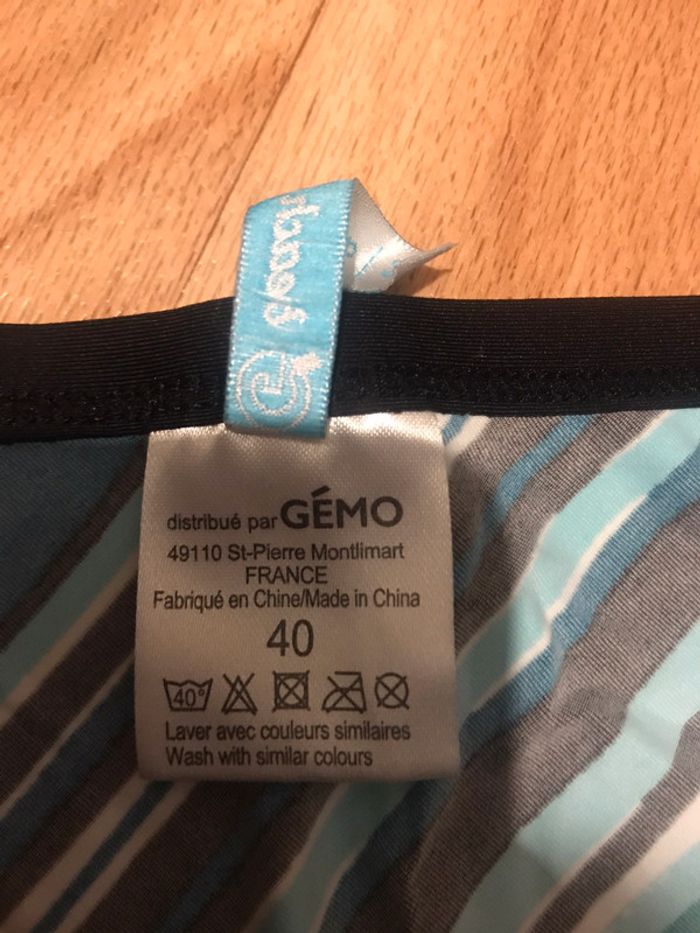 distribué par GÉMO
49110 St-Pierre Montlimart
FRANCE
Fabriqué en Chine/Made in China
40
40°
Laver avec couleurs similaires
Wash with similar colours